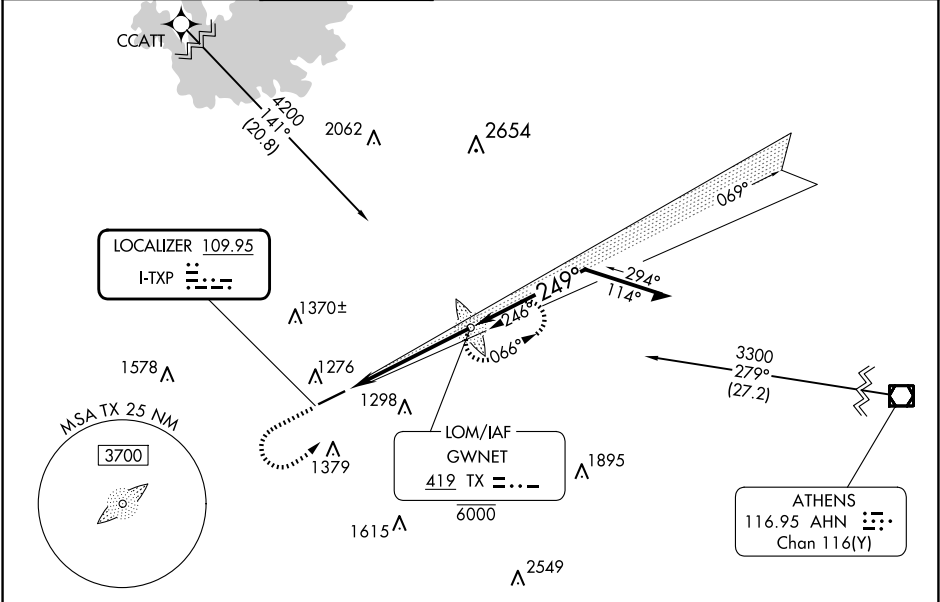 CCATT
4200
141°
(20.8)
2062
2654
069°
LOCALIZER 109.95
I-TXP
294°
114°
249°
246°
066°
1370±
1276
1578
1298
3300
279°
(27.2)
MSA TX 25 NM
3700
1379
LOM/IAF
GWNET
419 TX
6000
1895
1615
2549
ATHENS
116.95 AHN
Chan 116(Y)